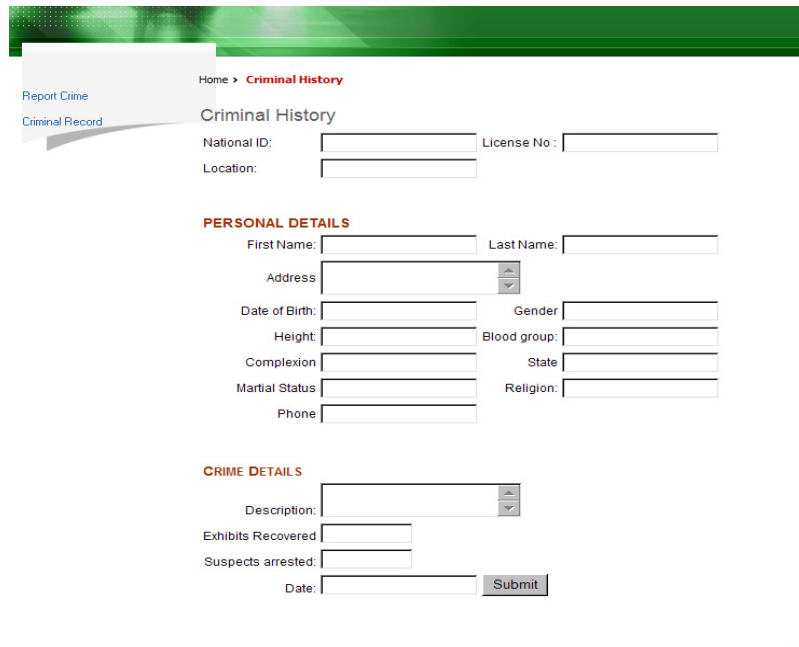 Home > Criminal History
Report Crime
Criminal Record
Criminal History
National ID: License No :
Location:
PERSONAL DETAILS
First Name: Last Name:
Address
Date of Birth: Gender
Height: Blood group:
Complexion State
Martial Status Religion:
Phone
CRIME DETAILS
Description:
Exhibits Recovered
Suspects arrested:
Date: Submit